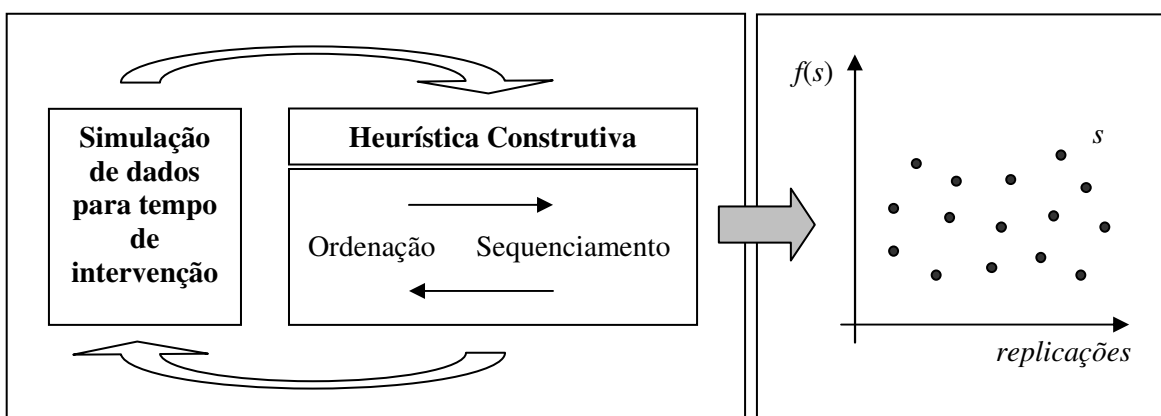 Simulação
de dados
para tempo
de
intervenção
Heurística Construtiva
Ordenação Sequenciamento
f(s)
s
replicações